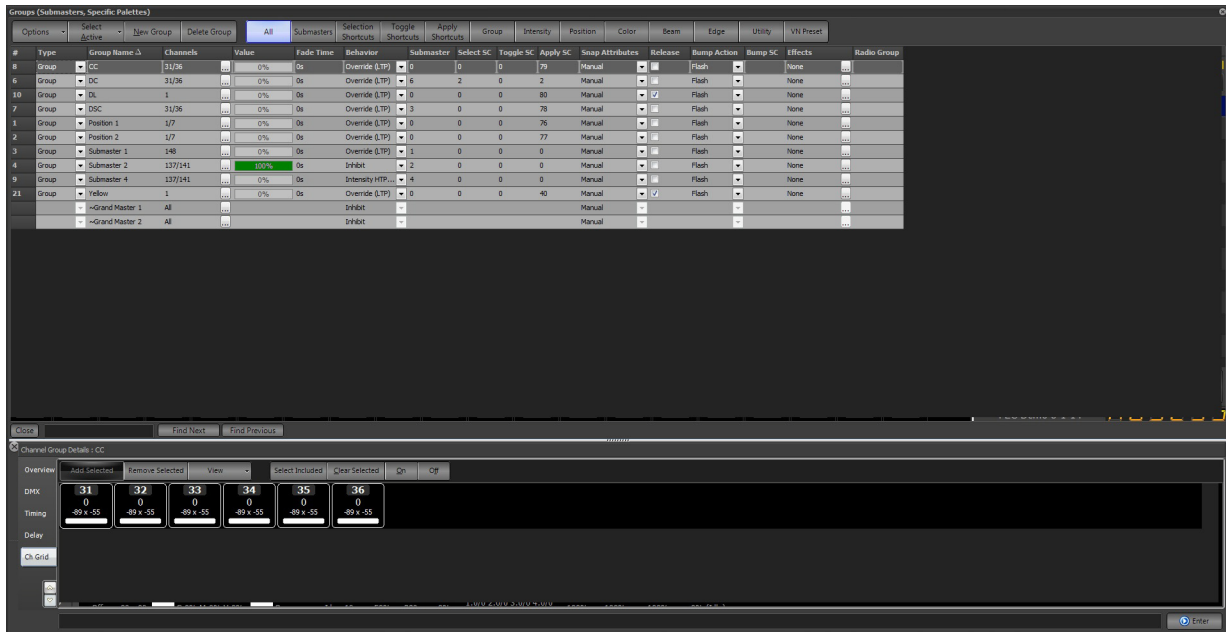 Groups (Submasters, Specific Palettes)
Options Select Active New Group Delete Group All Submasters Selection Shortcuts Toggle Shortcuts Apply Shortcuts Group Intensity Position Color Beam Edge Utility VN Preset
# Type Group Name Channels Value Fade Time Behavior Submaster Select SC Toggle SC Apply SC Snap Attributes Release Bump Action Bump SC Effects Radio Group
8 Group CC 31/36 ... 0% 0s Override (LTP) 0 0 0 79 Manual Flash None ...
6 Group DC 31/36 ... 0% 0s Override (LTP) 6 2 0 2 Manual Flash None ...
10 Group DL 1 ... 0% 0s Override (LTP) 0 0 0 80 Manual Flash None ...
7 Group DSC 31/36 ... 0% 0s Override (LTP) 3 0 0 78 Manual Flash None ...
1 Group Position 1 1/7 ... 0% 0s Override (LTP) 0 0 0 76 Manual Flash None ...
2 Group Position 2 1/7 ... 0% 0s Override (LTP) 0 0 0 77 Manual Flash None ...
3 Group Submaster 1 148 ... 0% 0s Override (LTP) 1 0 0 0 Manual Flash None ...
4 Group Submaster 2 137/141 ... 100% 0s Inhibit 2 0 0 0 Manual Flash None ...
9 Group Submaster 4 137/141 ... 0% 0s Intensity HTP... 4 0 0 0 Manual Flash None ...
21 Group Yellow 1 ... 0% 0s Override (LTP) 0 0 0 40 Manual Flash None ...
~Grand Master 1 All ... Inhibit Manual ...
~Grand Master 2 All ... Inhibit Manual ...
Close Find Next Find Previous
Channel Group Details : CC
Overview Add Selected Remove Selected View Select Included Clear Selected On Off
DMX
Timing
Delay
Ch Grid
31 32 33 34 35 36
0 0 0 0 0 0
-89 x -55 -89 x -55 -89 x -55 -89 x -55 -89 x -55 -89 x -55
Enter